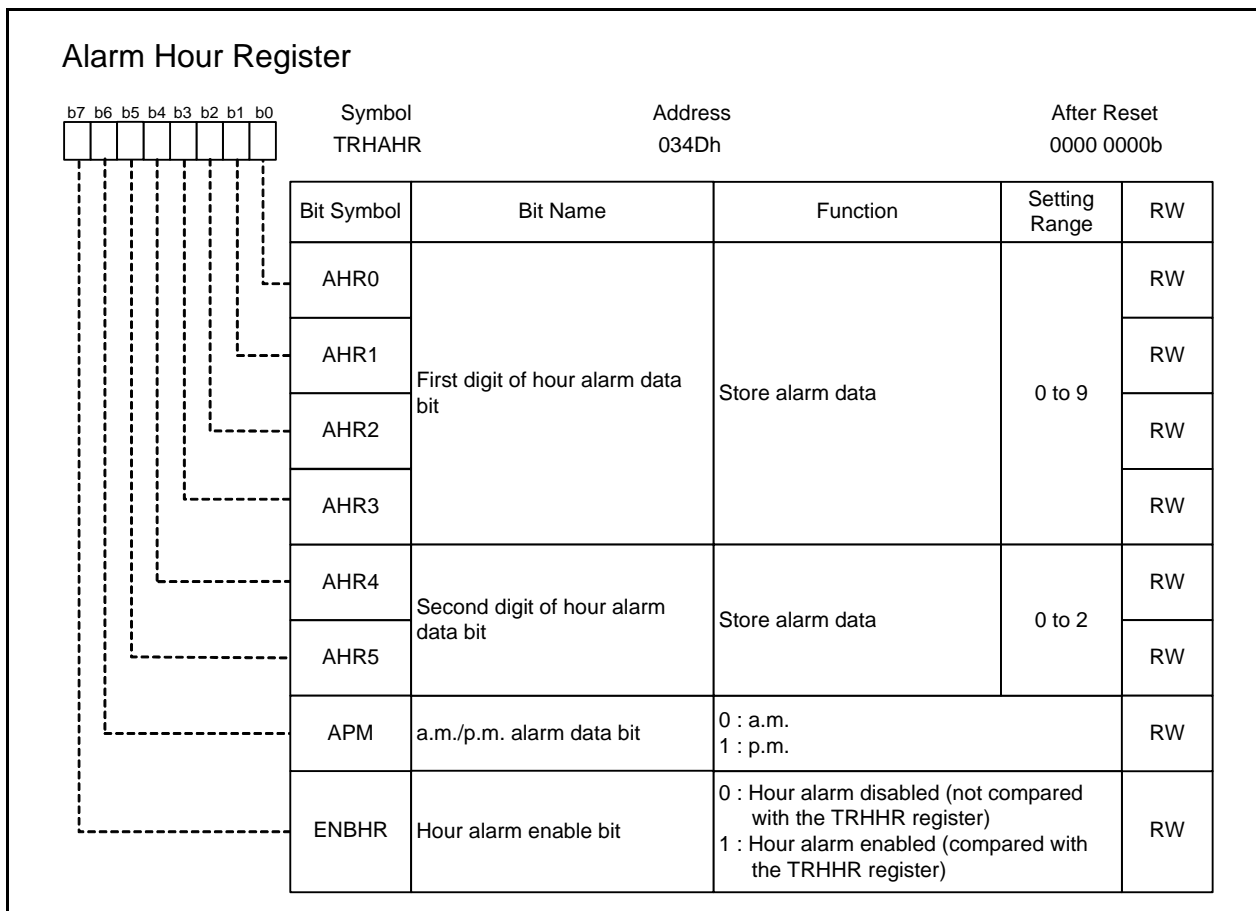 Alarm Hour Register
b7 b6 b5 b4 b3 b2 b1 b0
Symbol Address After Reset
TRHAHR 034Dh 0000 0000b
Bit Symbol Bit Name Function Setting Range RW
AHR0 RW
AHR1 RW
First digit of hour alarm data
bit
Store alarm data 0 to 9
AHR2 RW
AHR3 RW
AHR4 RW
Second digit of hour alarm
data bit
Store alarm data 0 to 2
AHR5 RW
APM a.m./p.m. alarm data bit 0 : a.m.
1 : p.m.
RW
ENBHR Hour alarm enable bit 0 : Hour alarm disabled (not compared
with the TRHHR register)
1 : Hour alarm enabled (compared with
the TRHHR register)
RW